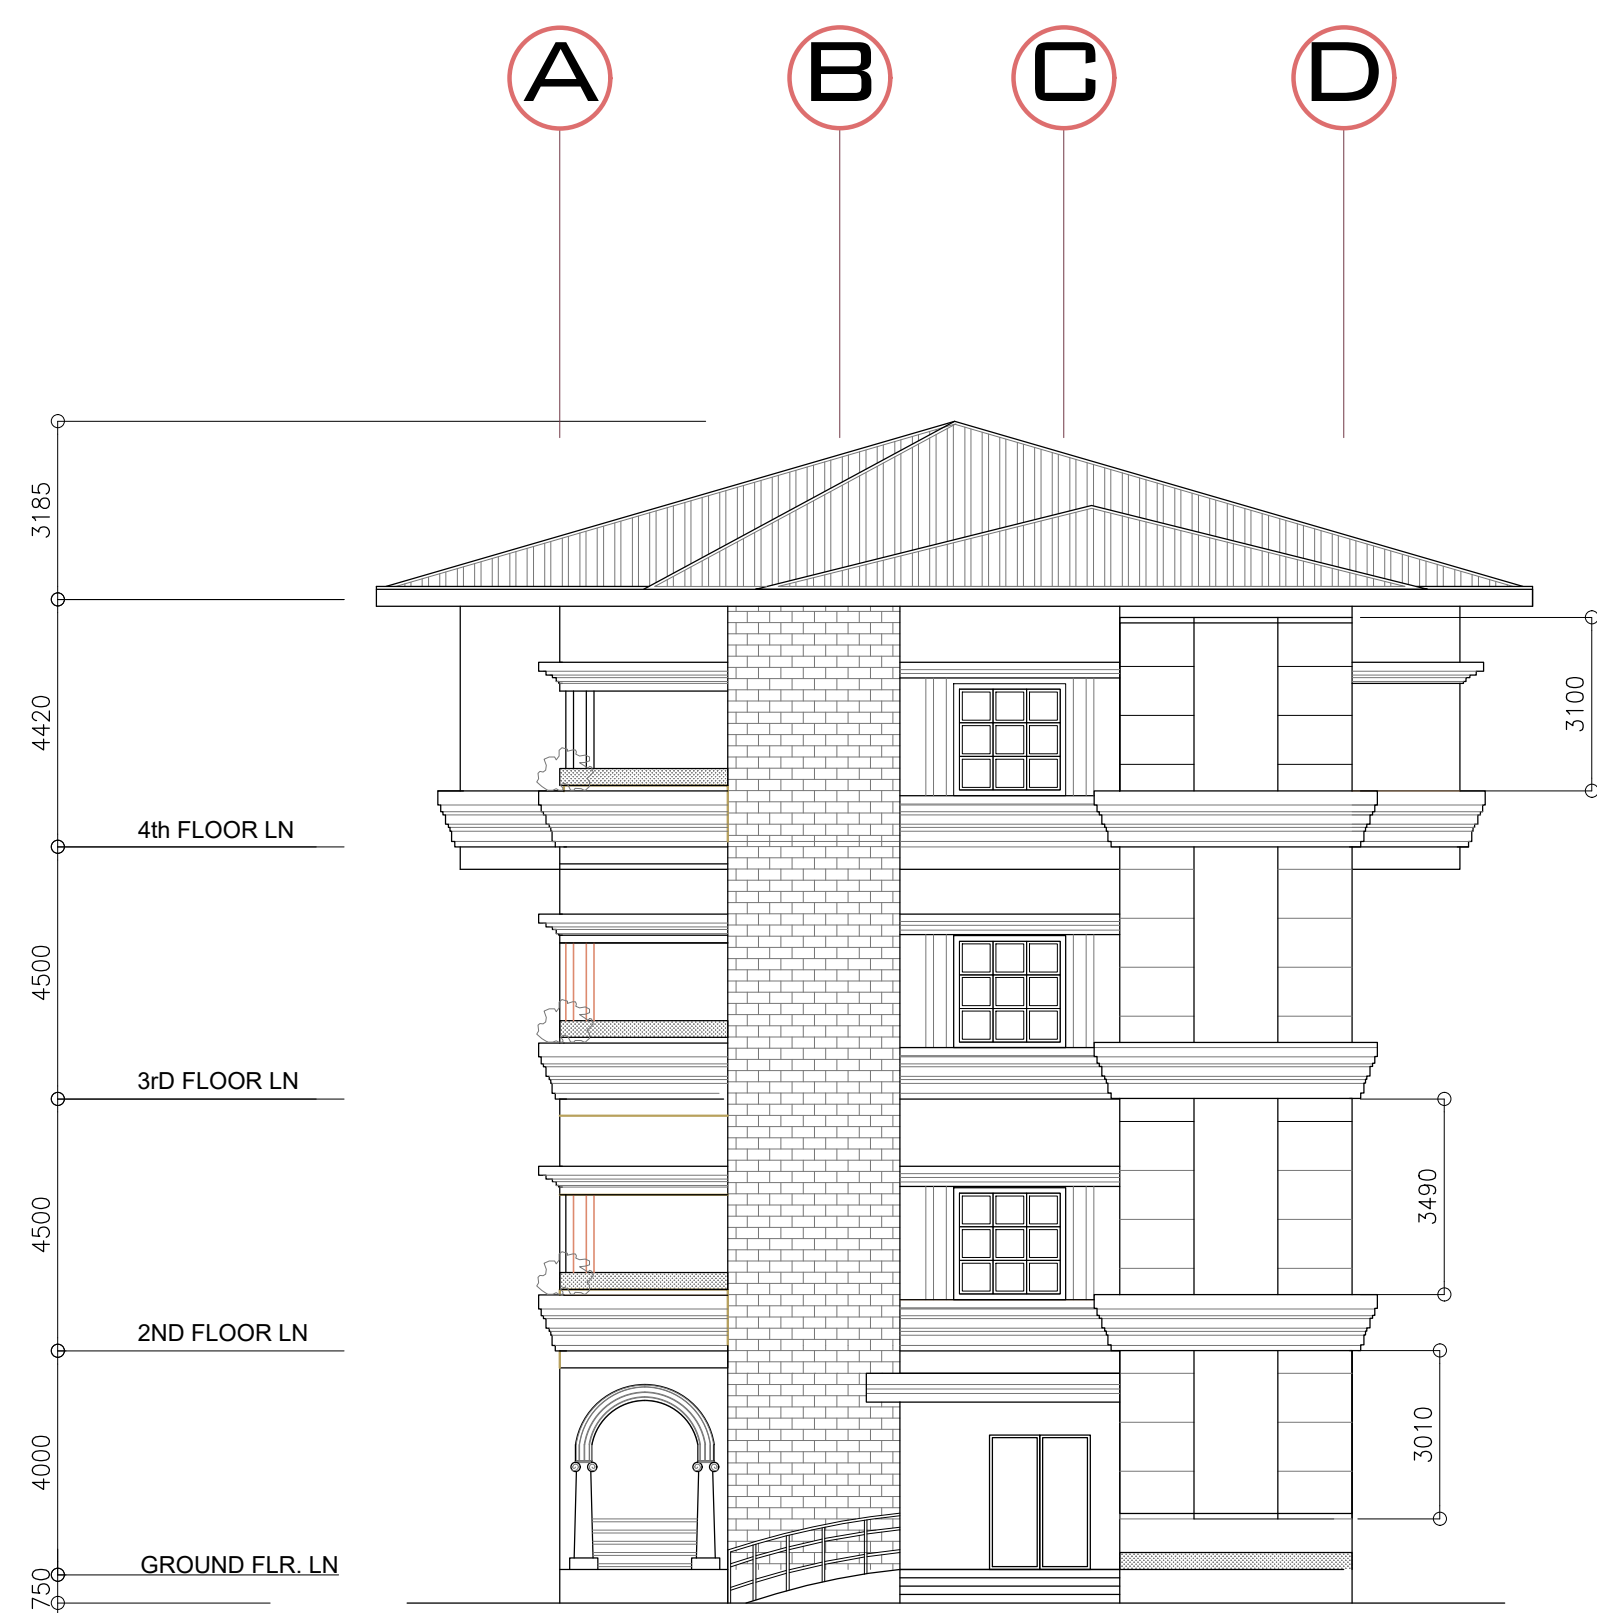 A B C D
3185
4420
3100
4th FLOOR LN
4500
3rD FLOOR LN
4500
3490
2ND FLOOR LN
4000
3010
GROUND FLR. LN
750